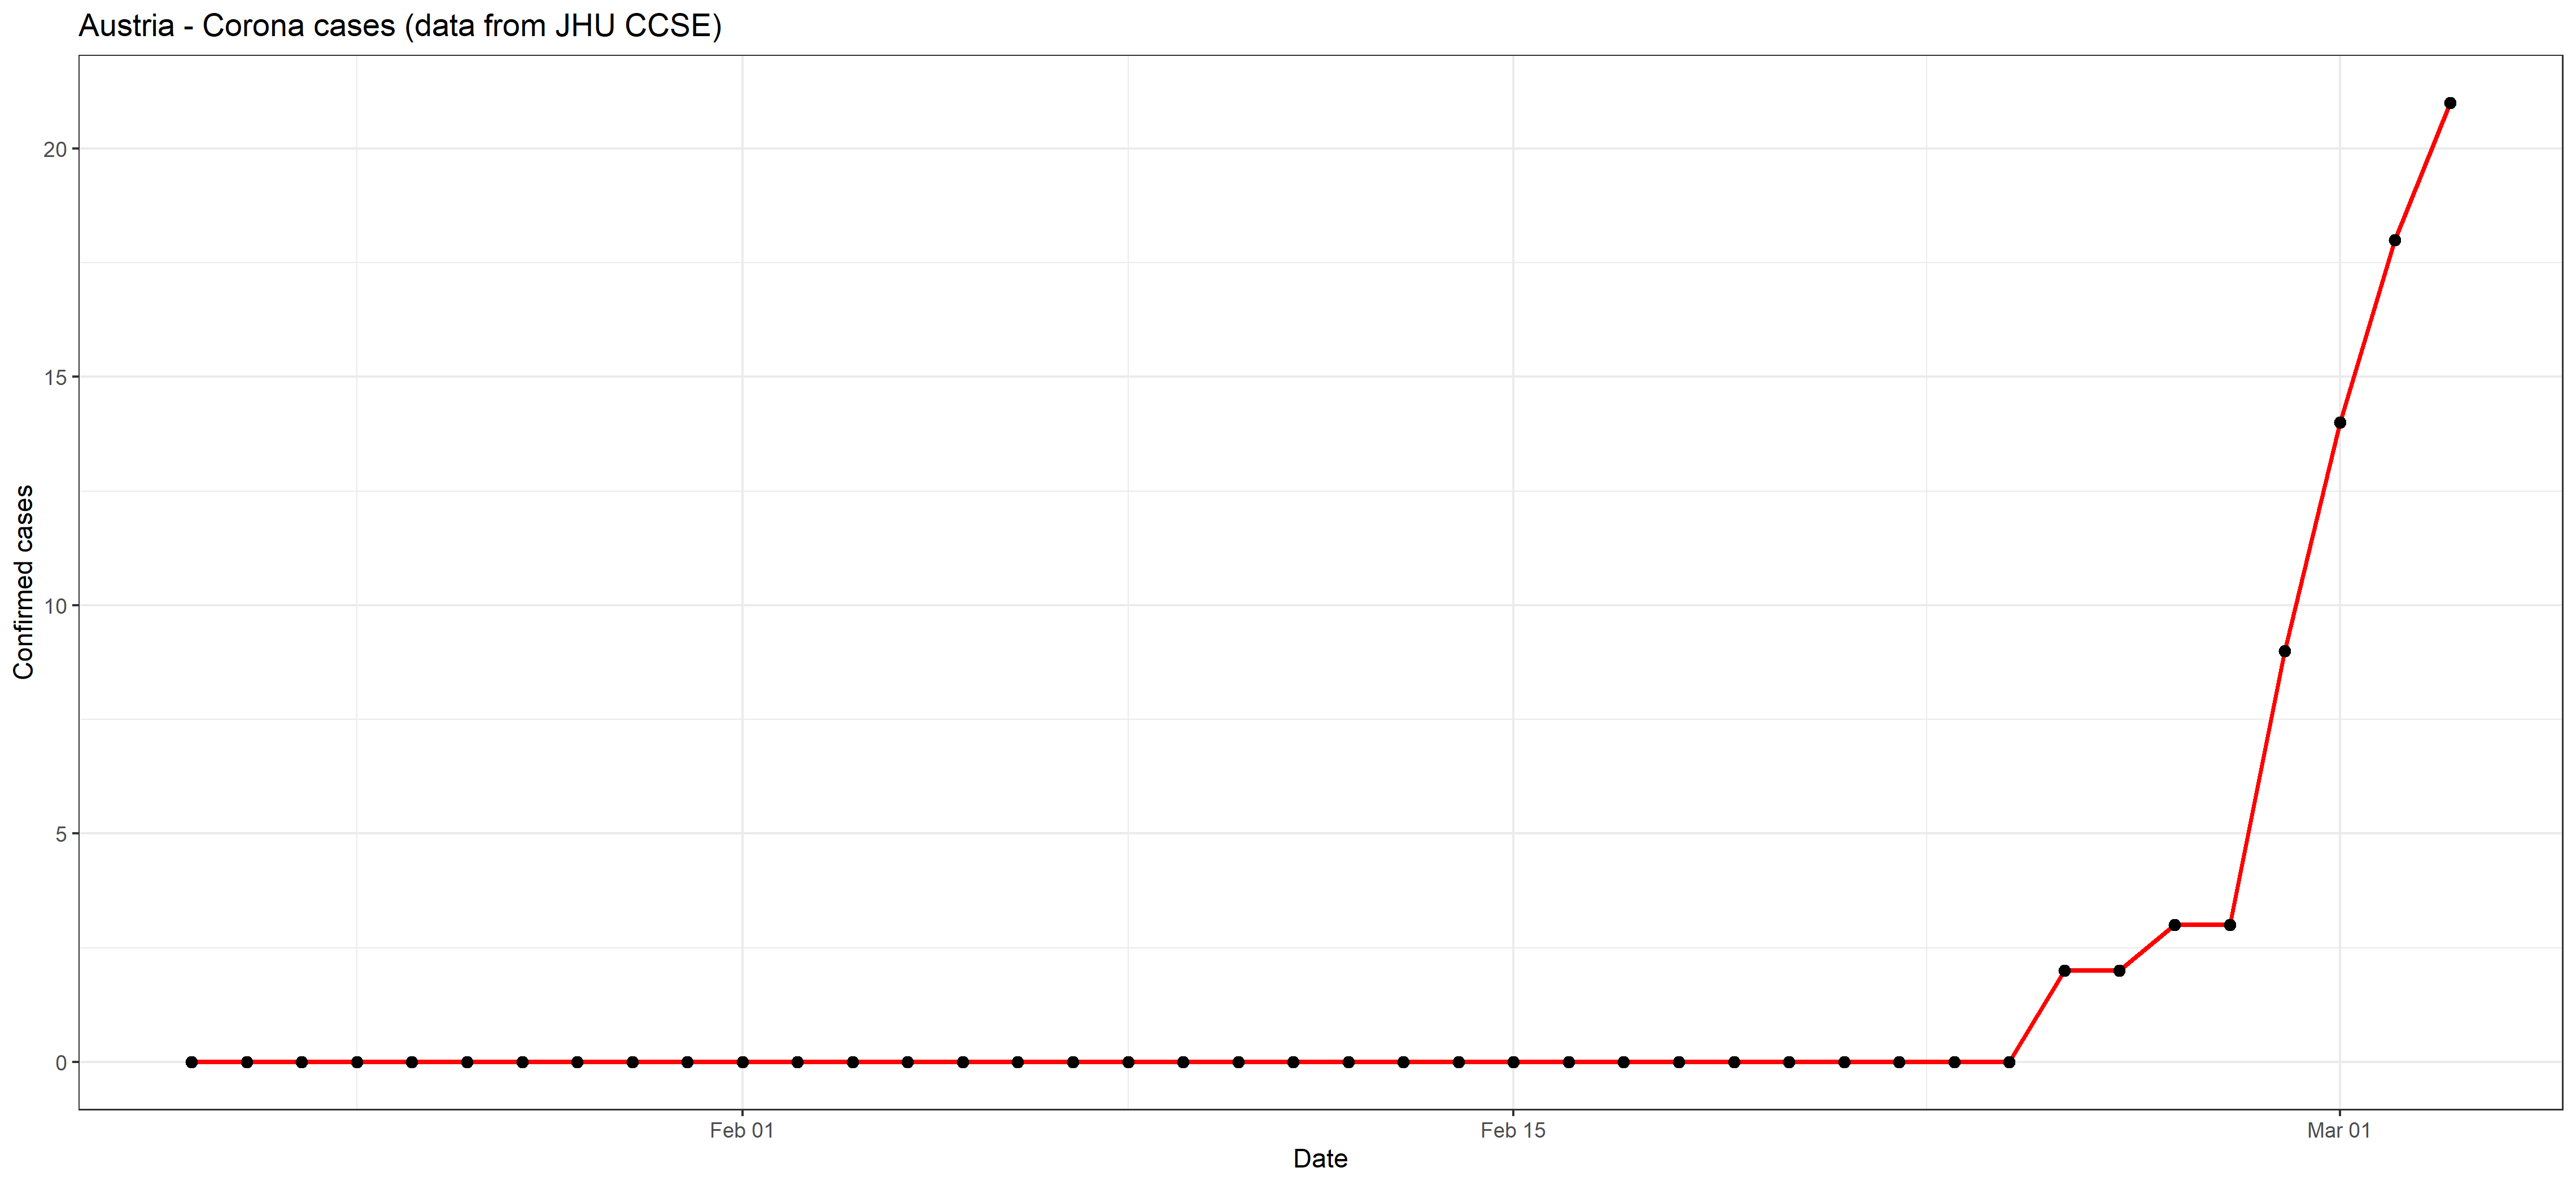 Austria - Corona cases (data from JHU CCSE)
Confirmed cases
20
15
10
5
0
Feb 01
Feb 15
Mar 01
Date